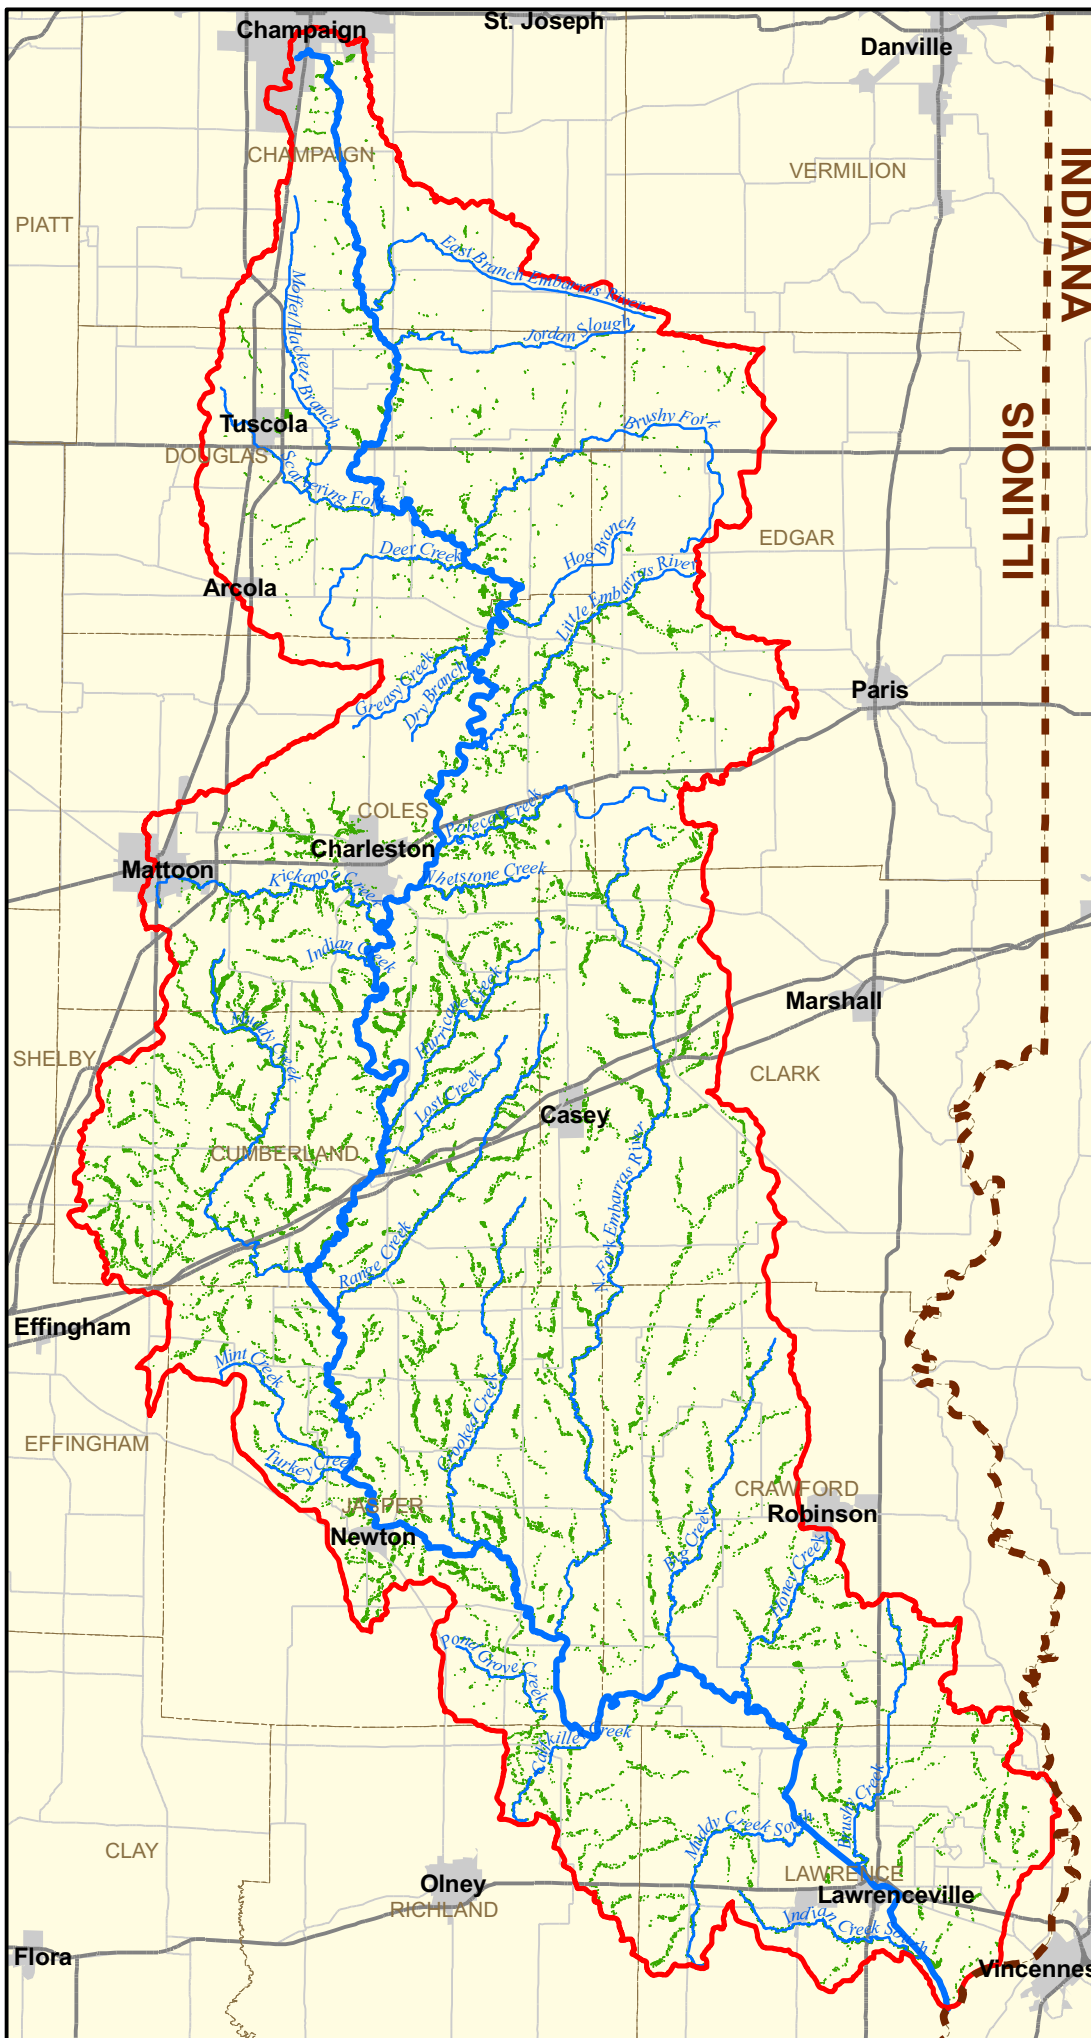 St. Joseph
Champaign
Danville
CHAMPAIGN
VERMILION
INDIANA
PIATT
East Branch Embarras River
Moffet/Hackett Branch
Jordan Slough
Tuscola
Brushy Fork
DOUGLAS
ILLINOIS
Scattering Fork
EDGAR
Deer Creek
Hog Branch
Little Embarras River
Arcola
Greasy Creek
Dry Branch
Paris
COLES
Polecat Creek
Charleston
Mattoon
Kickapoo Creek
Whetstone Creek
Indian Creek
Marshall
Hurricane Creek
Muddy Creek
SHELBY
CLARK
Lost Creek
Casey
CUMBERLAND
N. Fork Embarras River
Range Creek
Effingham
Mint Creek
Crooked Creek
EFFINGHAM
Turkey Creek
CRAWFORD
JASPER
Robinson
Newton
Big Creek
Honey Creek
Pond Grove Creek
Creek
Brushy Creek
Muddy Creek South
CLAY
LAWRENCE
Olney
Lawrenceville
RICHLAND
Indian Creek South
Flora
Vincennes